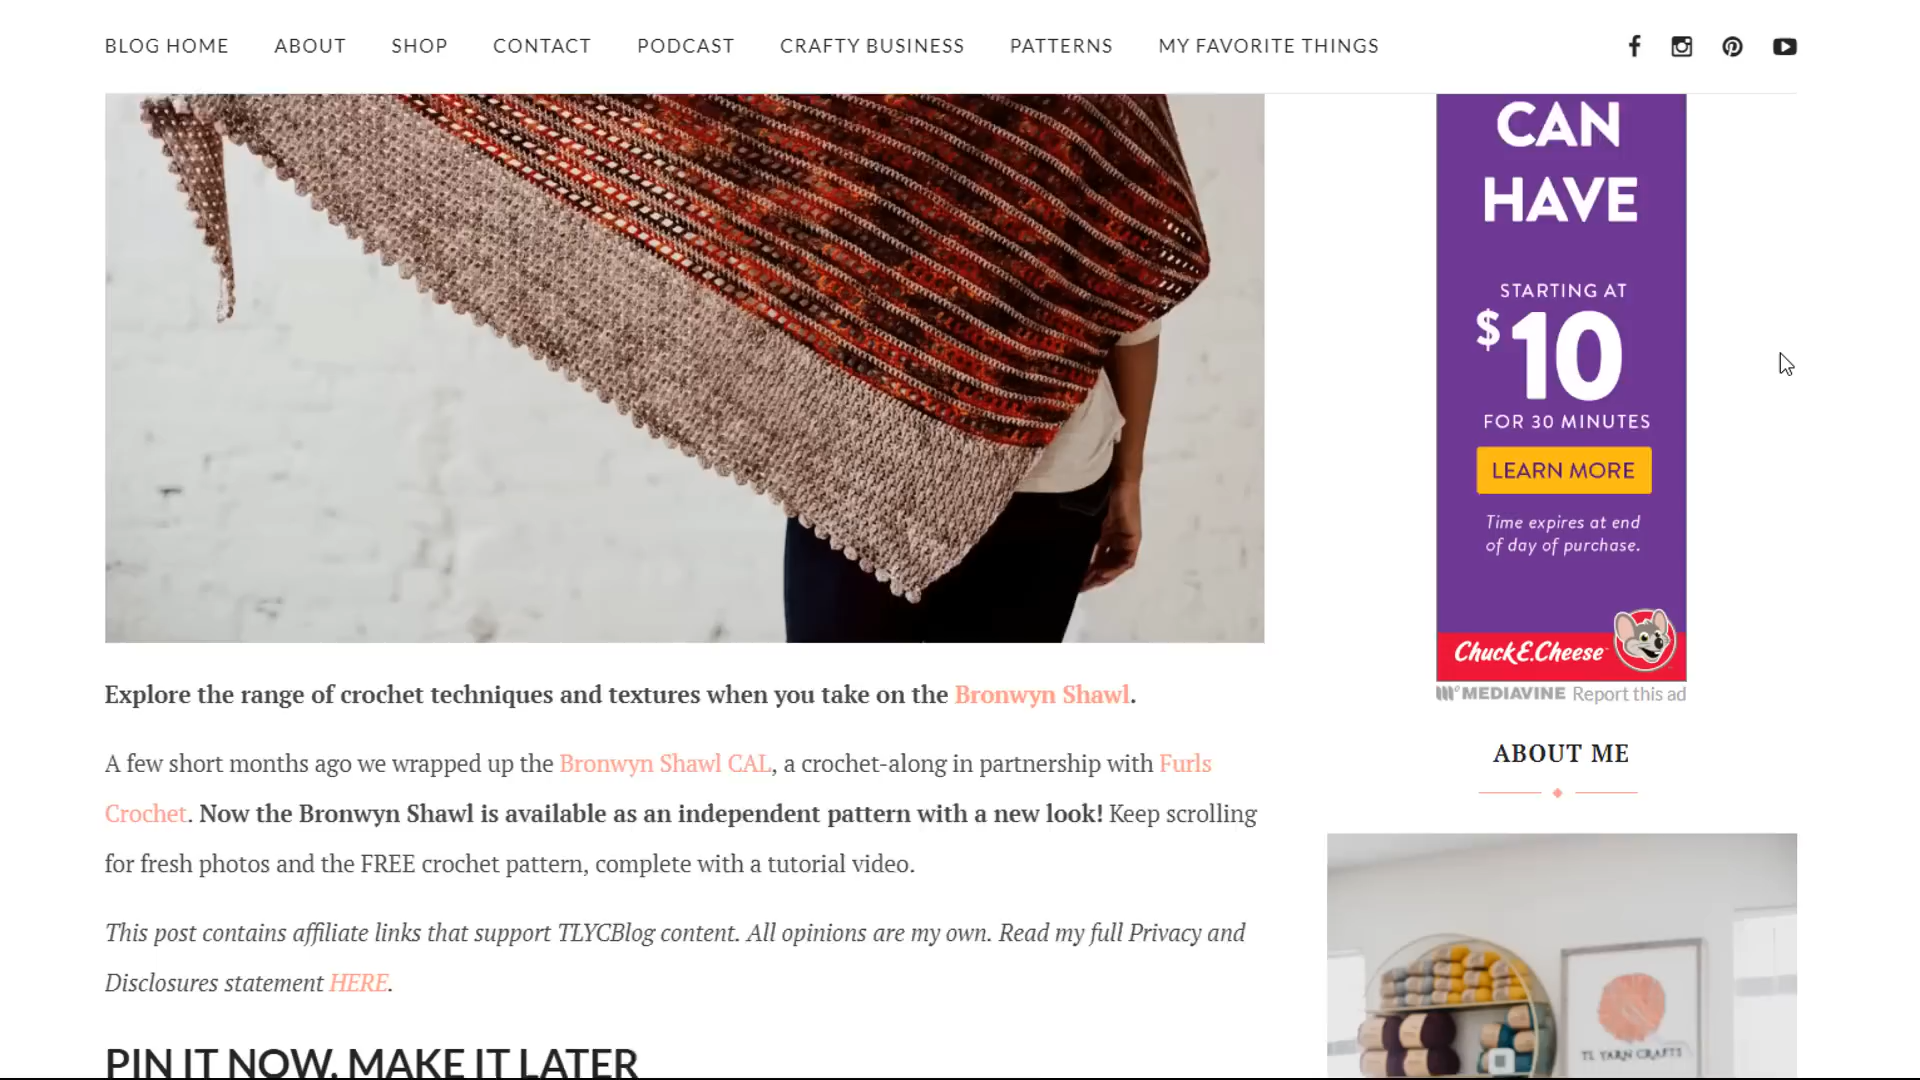 BLOG HOME ABOUT SHOP CONTACT PODCAST CRAFTY BUSINESS PATTERNS MY FAVORITE THINGS
CAN
HAVE
STARTING AT
$10
FOR 30 MINUTES
LEARN MORE
Time expires at end
of day of purchase.
Chuck E. Cheese
MEDIAVINE Report this ad
Explore the range of crochet techniques and textures when you take on the Bronwyn Shawl.
A few short months ago we wrapped up the Bronwyn Shawl CAL, a crochet-along in partnership with Furls
Crochet. Now the Bronwyn Shawl is available as an independent pattern with a new look! Keep scrolling
for fresh photos and the FREE crochet pattern, complete with a tutorial video.
This post contains affiliate links that support TLYCBlog content. All opinions are my own. Read my full Privacy and
Disclosures statement HERE.
PIN IT NOW, MAKE IT LATER
ABOUT ME
TL YARN CRAFTS